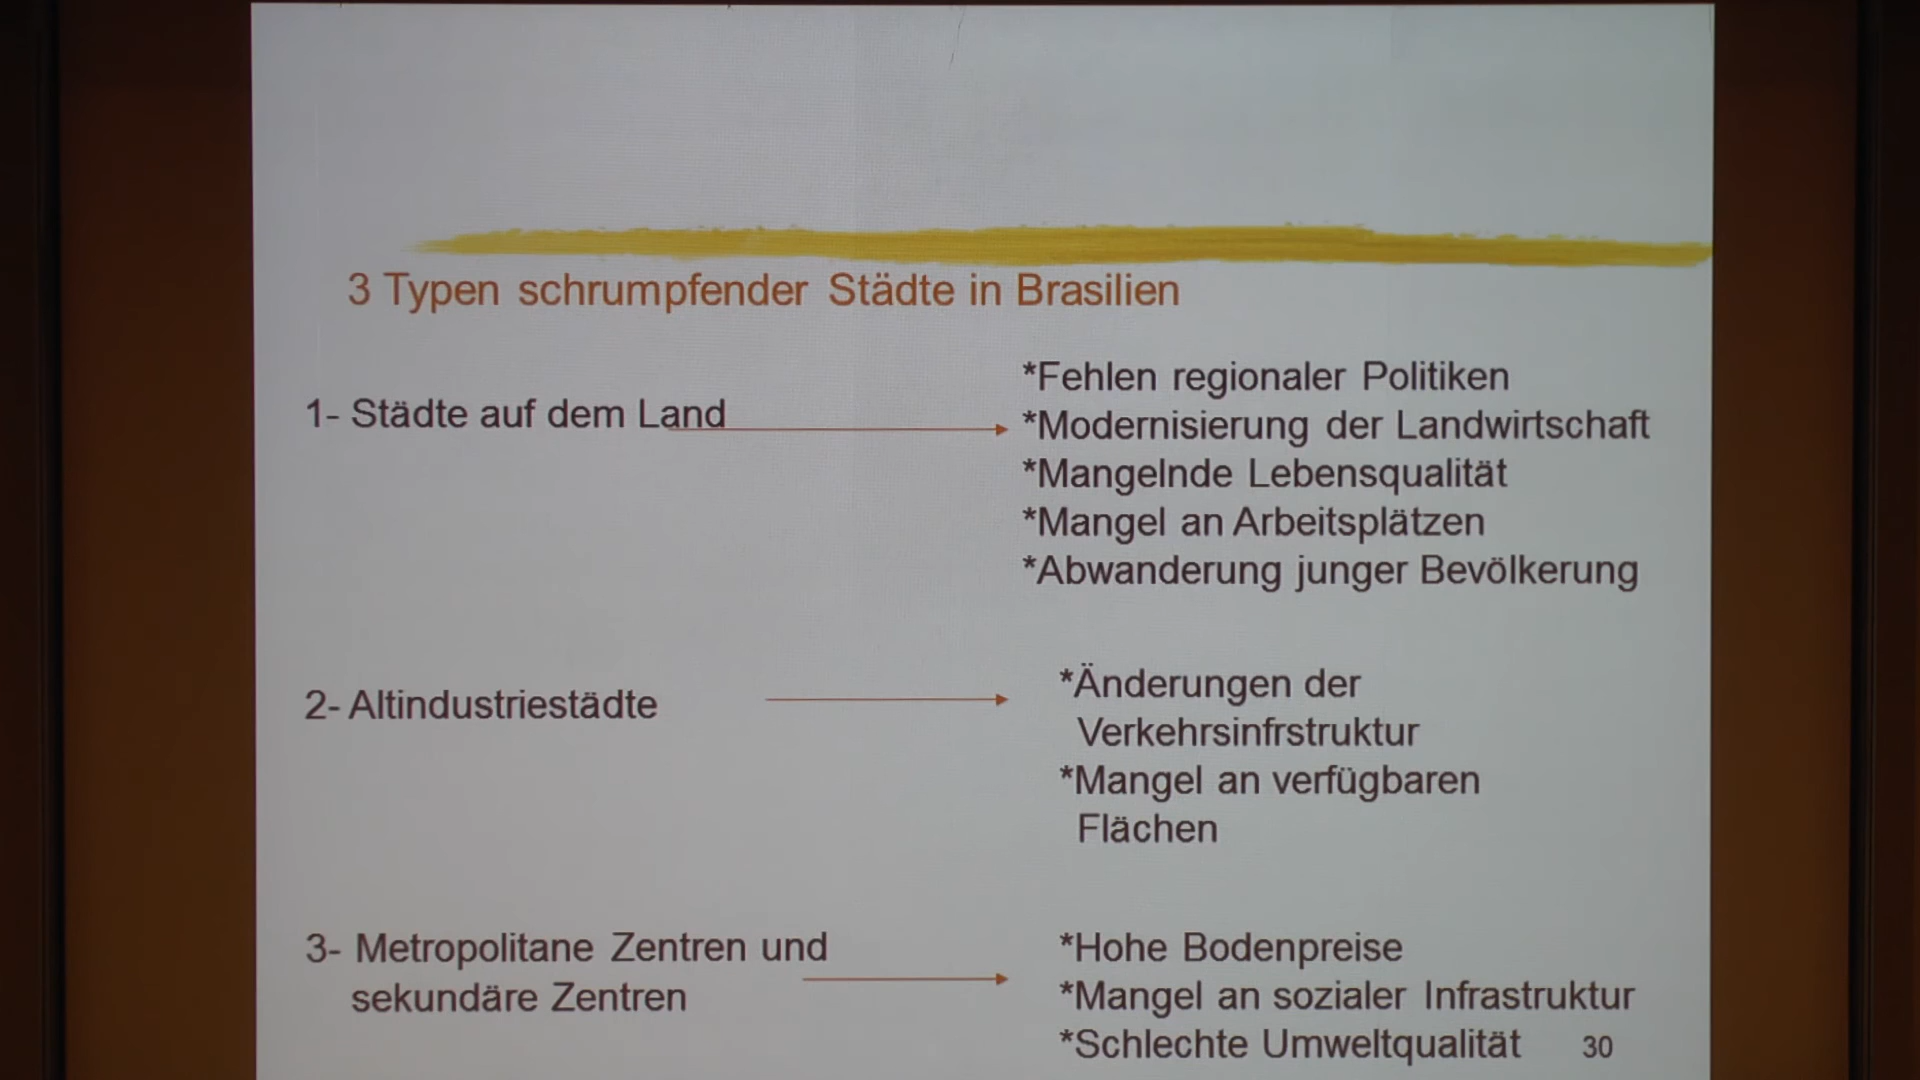 3 Typen schrumpfender Städte in Brasilien
1- Städte auf dem Land
*Fehlen regionaler Politiken
*Modernisierung der Landwirtschaft
*Mangelnde Lebensqualität
*Mangel an Arbeitsplätzen
*Abwanderung junger Bevölkerung
2- Altindustriestädte
*Änderungen der
Verkehrsinfrstruktur
*Mangel an verfügbaren
Flächen
3- Metropolitane Zentren und
sekundäre Zentren
*Hohe Bodenpreise
*Mangel an sozialer Infrastruktur
*Schlechte Umweltqualität
30